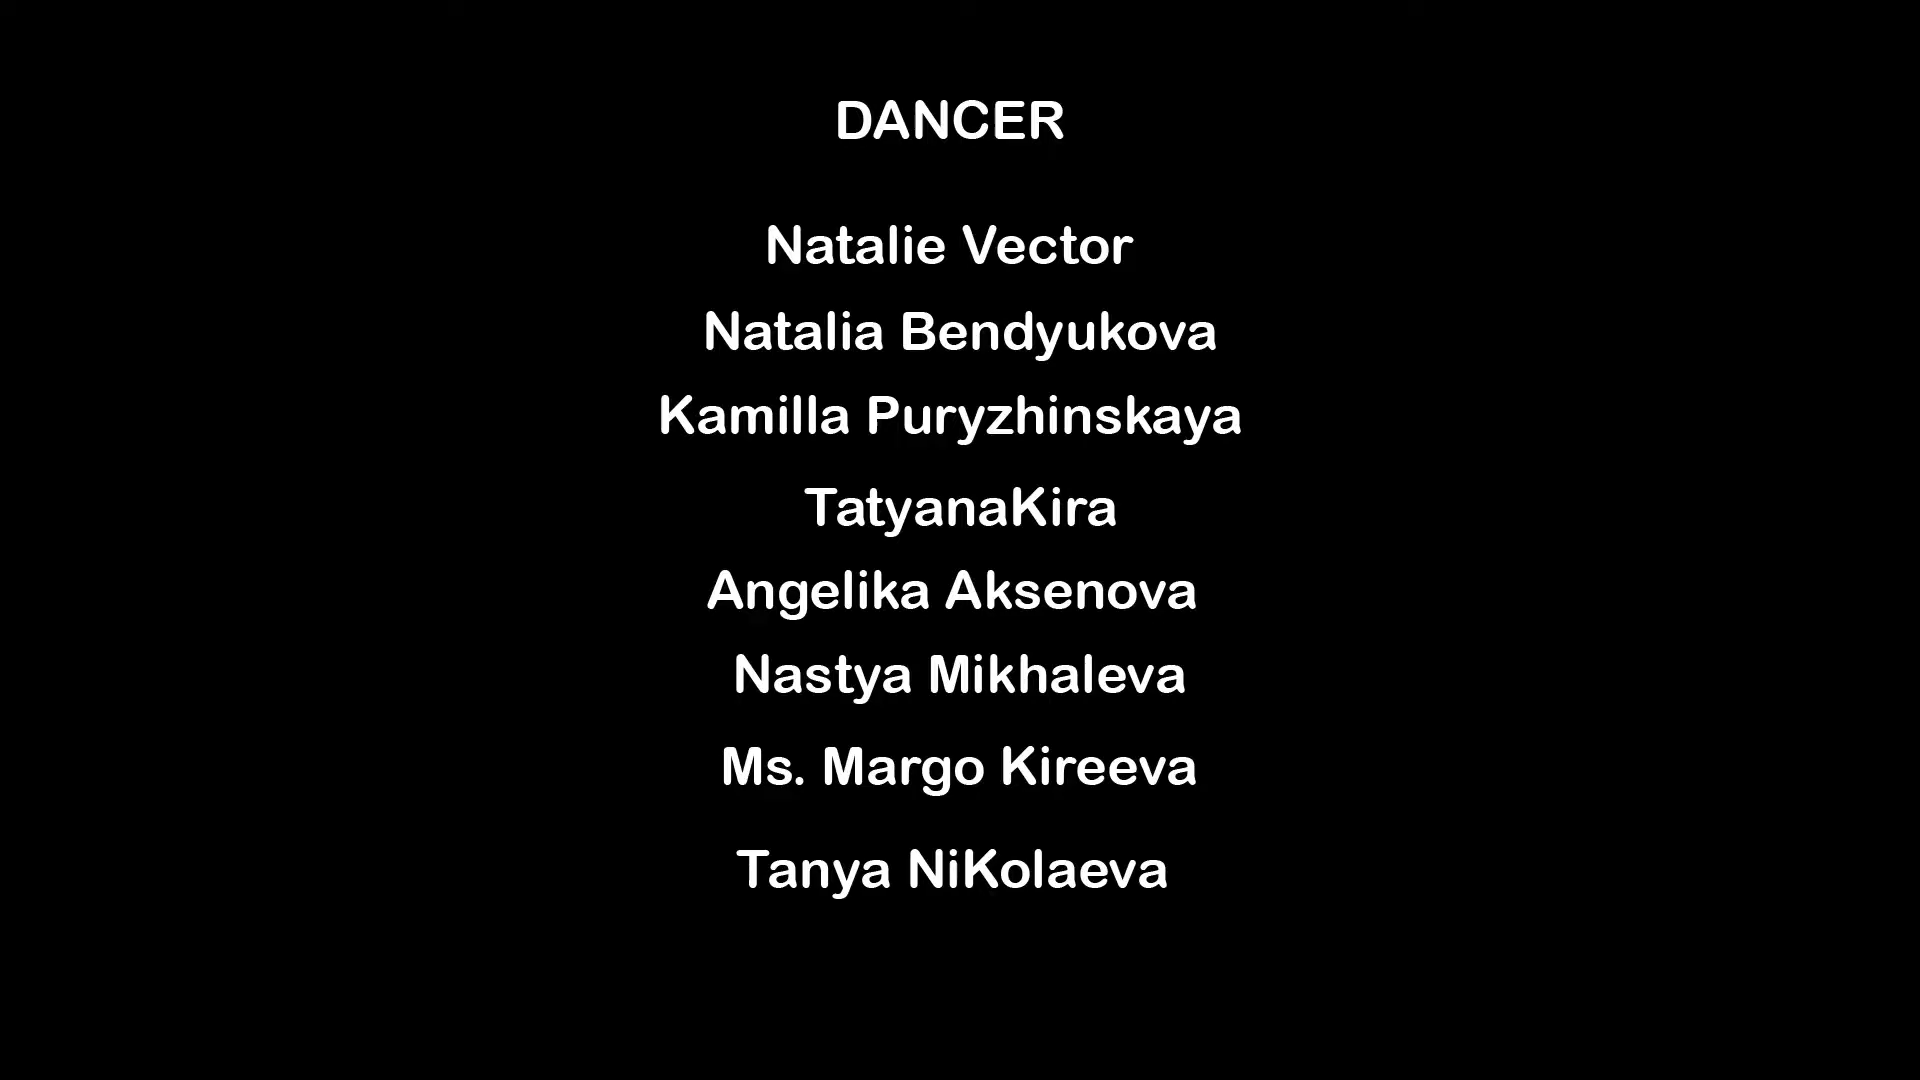 DANCER
Natalie Vector
Natalia Bendyukova
Kamilla Puryzhinskaya
TatyanaKira
Angelika Aksenova
Nastya Mikhaleva
Ms. Margo Kireeva
Tanya NiKolaeva